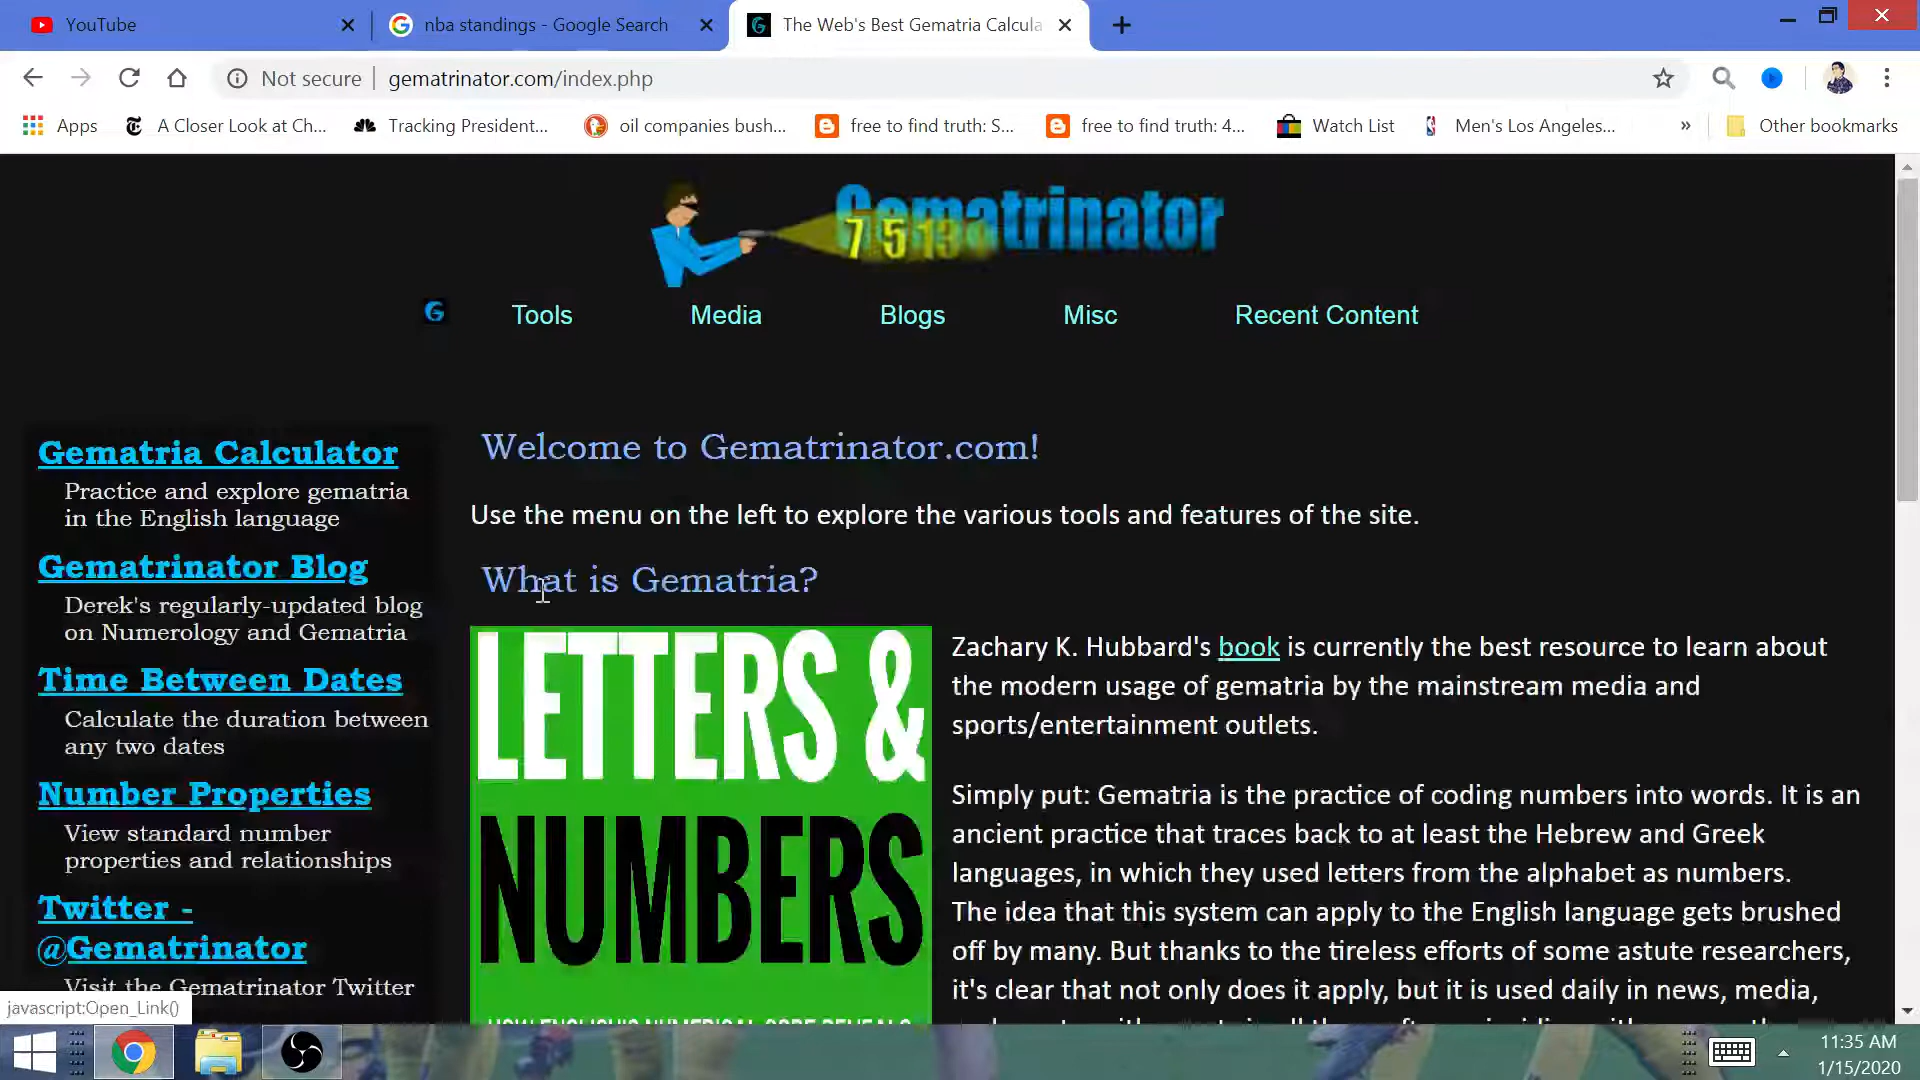 YouTube
nba standings - Google Search
The Web's Best Gematria Calcula
Not secure
gematrinator.com/index.php
Apps
A Closer Look at Ch...
Tracking President...
oil companies bush...
free to find truth: S...
free to find truth: 4...
Watch List
Men's Los Angeles...
»
Other bookmarks
Gematrinator
7 5 13
G
Tools
Media
Blogs
Misc
Recent Content
Gematria Calculator
Practice and explore gematria
in the English language
Gematrinator Blog
Derek's regularly-updated blog
on Numerology and Gematria
Time Between Dates
Calculate the duration between
any two dates
Number Properties
View standard number
properties and relationships
Twitter -
@Gematrinator
Visit the Gematrinator Twitter
Welcome to Gematrinator.com!
Use the menu on the left to explore the various tools and features of the site.
What is Gematria?
LETTERS &
NUMBERS
HOW ENGLISH'S NUMERICAL CODE REVEALS
Zachary K. Hubbard's book is currently the best resource to learn about
the modern usage of gematria by the mainstream media and
sports/entertainment outlets.
Simply put: Gematria is the practice of coding numbers into words. It is an
ancient practice that traces back to at least the Hebrew and Greek
languages, in which they used letters from the alphabet as numbers.
The idea that this system can apply to the English language gets brushed
off by many. But thanks to the tireless efforts of some astute researchers,
it's clear that not only does it apply, but it is used daily in news, media,
javascript:Open_Link()
11:35 AM
1/15/2020